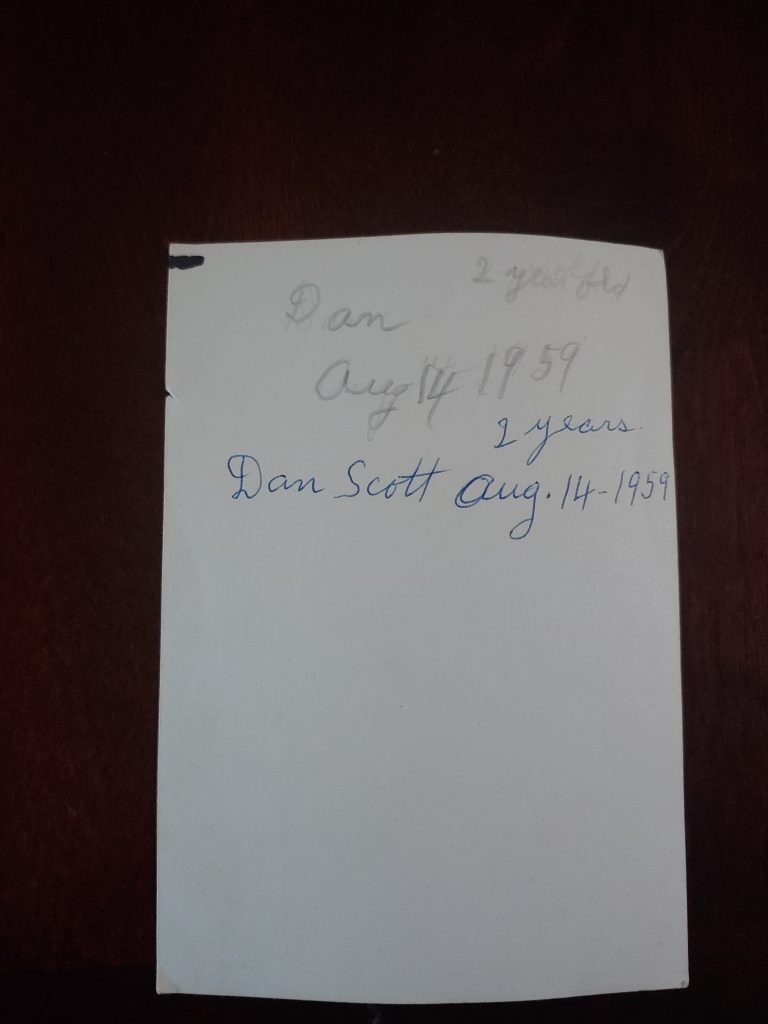 2 years old
Dan
Aug 14 1959
2 years.
Dan Scott Aug. 14-1959